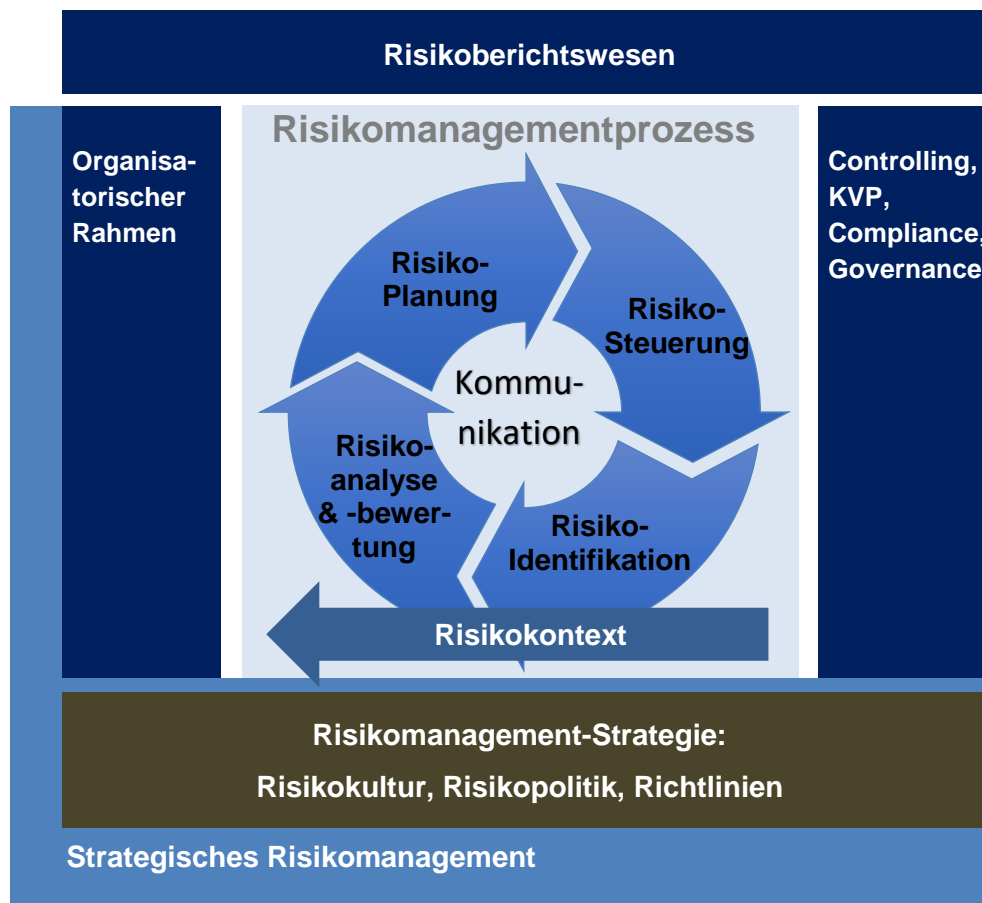 Risikoberichtswesen
Organisa-
torischer
Rahmen
Risikomanagementprozess
Risiko-
Planung
Risiko-
Steuerung
Kommu-
nikation
Risiko-
analyse
& -bewer-
tung
Risiko-
Identifikation
Risikokontext
Controlling,
KVP,
Compliance,
Governance
Risikomanagement-Strategie:
Risikokultur, Risikopolitik, Richtlinien
Strategisches Risikomanagement